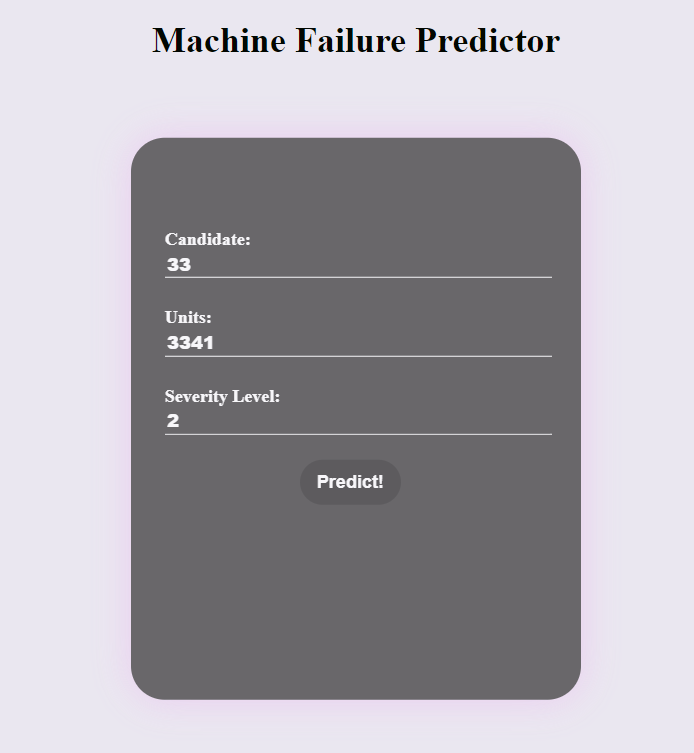 Machine Failure Predictor
Candidate:
33
Units:
3341
Severity Level:
2
Predict!